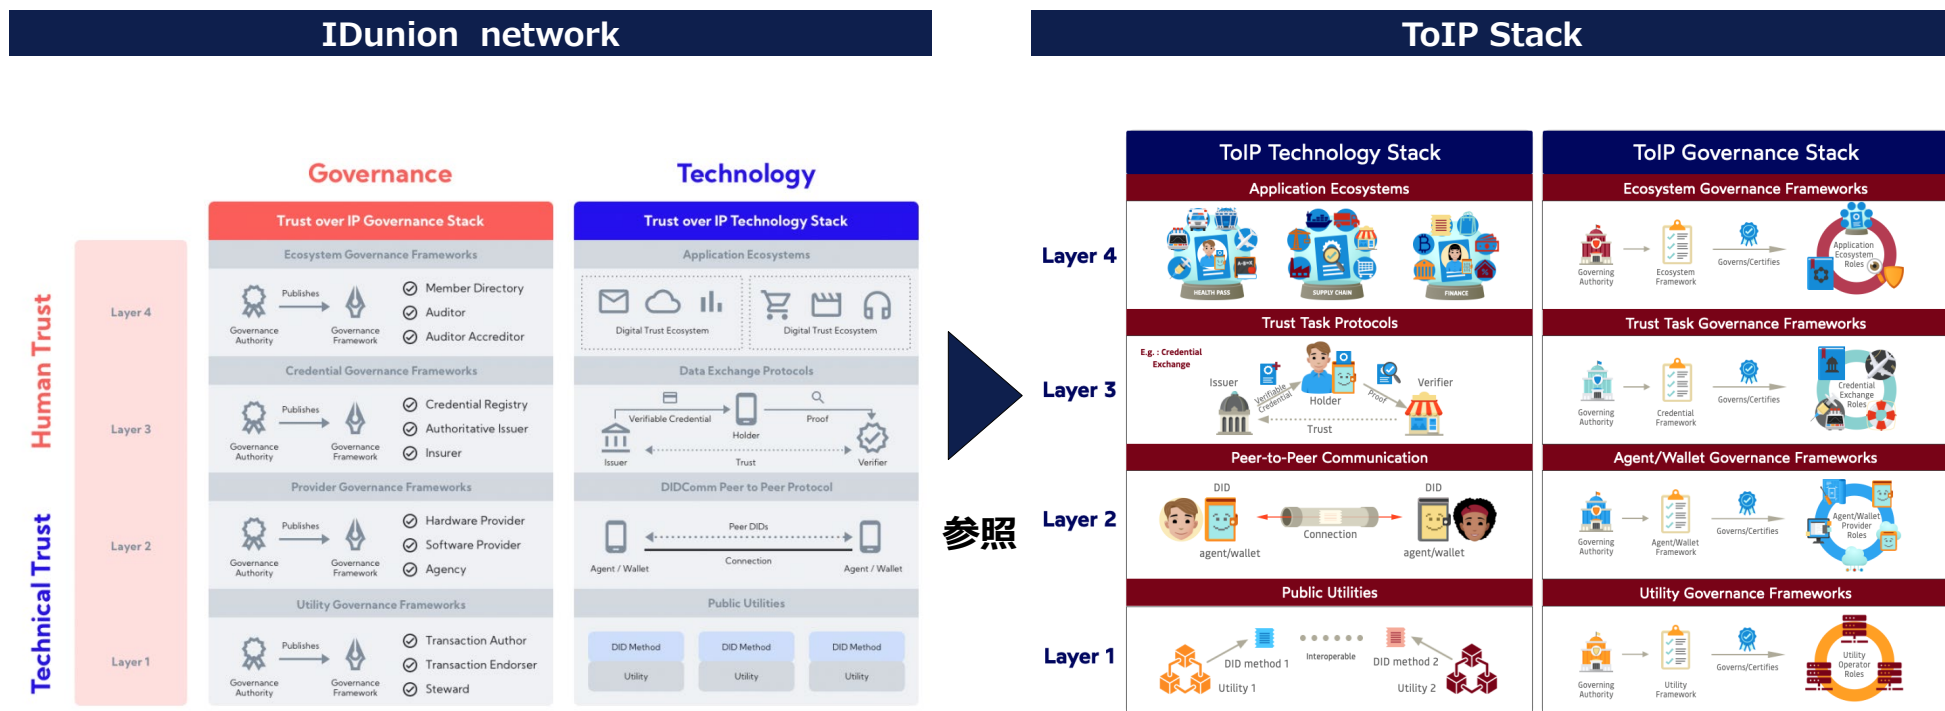 IDunion network
Governance
Technology
Human Trust
Technical Trust
Layer 4
Layer 3
Layer 2
Layer 1
Trust over IP Governance Stack
Ecosystem Governance Frameworks
Publishes
Governance
Authority
Governance
Framework
Member Directory
Auditor
Auditor Accreditor
Credential Governance Frameworks
Publishes
Governance
Authority
Governance
Framework
Credential Registry
Authoritative Issuer
Insurer
Provider Governance Frameworks
Publishes
Governance
Authority
Governance
Framework
Hardware Provider
Software Provider
Agency
Utility Governance Frameworks
Publishes
Governance
Authority
Governance
Framework
Transaction Author
Transaction Endorser
Steward
Trust over IP Technology Stack
Application Ecosystems
Digital Trust Ecosystem
Digital Trust Ecosystem
Data Exchange Protocols
Verifiable Credential
Holder
Proof
Issuer
Trust
Verifier
DIDComm Peer to Peer Protocol
Peer DIDs
Connection
Agent / Wallet
Agent / Wallet
Public Utilities
DID Method
DID Method
DID Method
Utility
Utility
Utility
参照
ToIP Stack
Layer 4
Layer 3
Layer 2
Layer 1
ToIP Technology Stack
Application Ecosystems
HEALTH PASS
SUPPLY CHAIN
FINANCE
Trust Task Protocols
E.g. : Credential
Exchange
Issuer
Verifiable
Credential
Holder
Proof
Verifier
Trust
Peer-to-Peer Communication
DID
DID
Connection
agent/wallet
agent/wallet
Public Utilities
DID method 1
Interoperable
DID method 2
Utility 1
Utility 2
ToIP Governance Stack
Ecosystem Governance Frameworks
Governing
Authority
Ecosystem
Framework
Governs/Certifies
Application
Ecosystem
Roles
Trust Task Governance Frameworks
Governing
Authority
Credential
Framework
Governs/Certifies
Credential
Exchange
Roles
Agent/Wallet Governance Frameworks
Governing
Authority
Agent/Wallet
Framework
Governs/Certifies
Agent/Wallet
Provider
Roles
Utility Governance Frameworks
Governing
Authority
Utility
Framework
Governs/Certifies
Utility
Operator
Roles